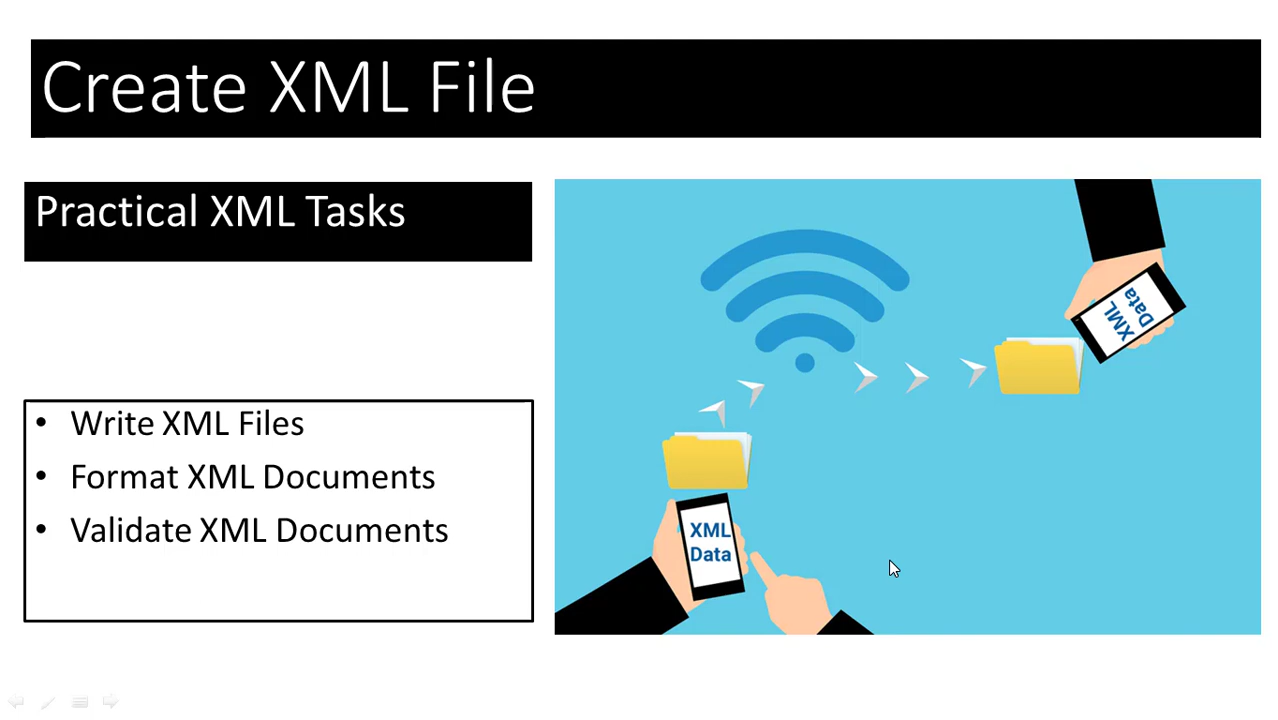 Create XML File
Practical XML Tasks
• Write XML Files
• Format XML Documents
• Validate XML Documents
XML
Data
XML
Data